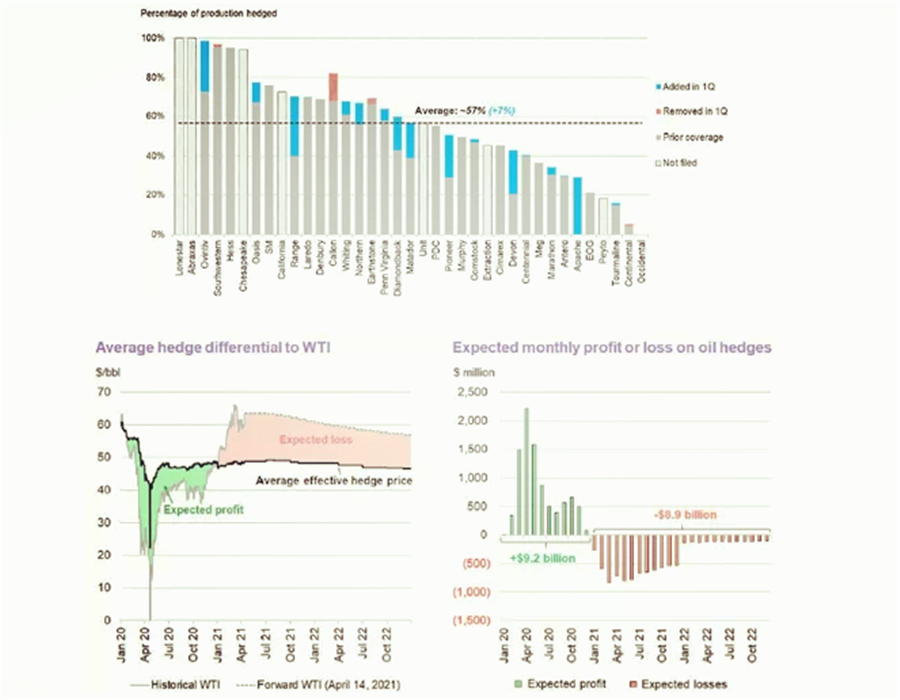 Percentage of production hedged
100%
80%
60%
40%
20%
0%
Average: ~57% (+7%)
Added in 1Q
Removed in 1Q
Prior coverage
Not filed
Lonestar
Abraxas
Ovintiv
Southwestern
Hess
Chesapeake
Oasis
SM
California
Range
Laredo
Denbury
Callon
Whiting
Northern
Earthstone
Penn Virginia
Diamondback
Matador
Unit
PDC
Pioneer
Murphy
Comstock
Extraction
Cimarex
Devon
Centennial
Meg
Marathon
Antero
Apache
EOG
Peyto
Tourmaline
Continental
Occidental
Average hedge differential to WTI
$/bbl
70
60
50
40
30
20
10
0
Expected loss
Average effective hedge price
Expected profit
Jan 20
Apr 20
Jul 20
Oct 20
Jan 21
Apr 21
Jul 21
Oct 21
Jan 22
Apr 22
Jul 22
Oct 22
Historical WTI
Forward WTI (April 14, 2021)
Expected monthly profit or loss on oil hedges
$ million
2,500
2,000
1,500
1,000
500
0
(500)
(1,000)
(1,500)
-$8.9 billion
+$9.2 billion
Jan 20
Apr 20
Jul 20
Oct 20
Jan 21
Apr 21
Jul 21
Oct 21
Jan 22
Apr 22
Jul 22
Oct 22
Expected profit
Expected losses